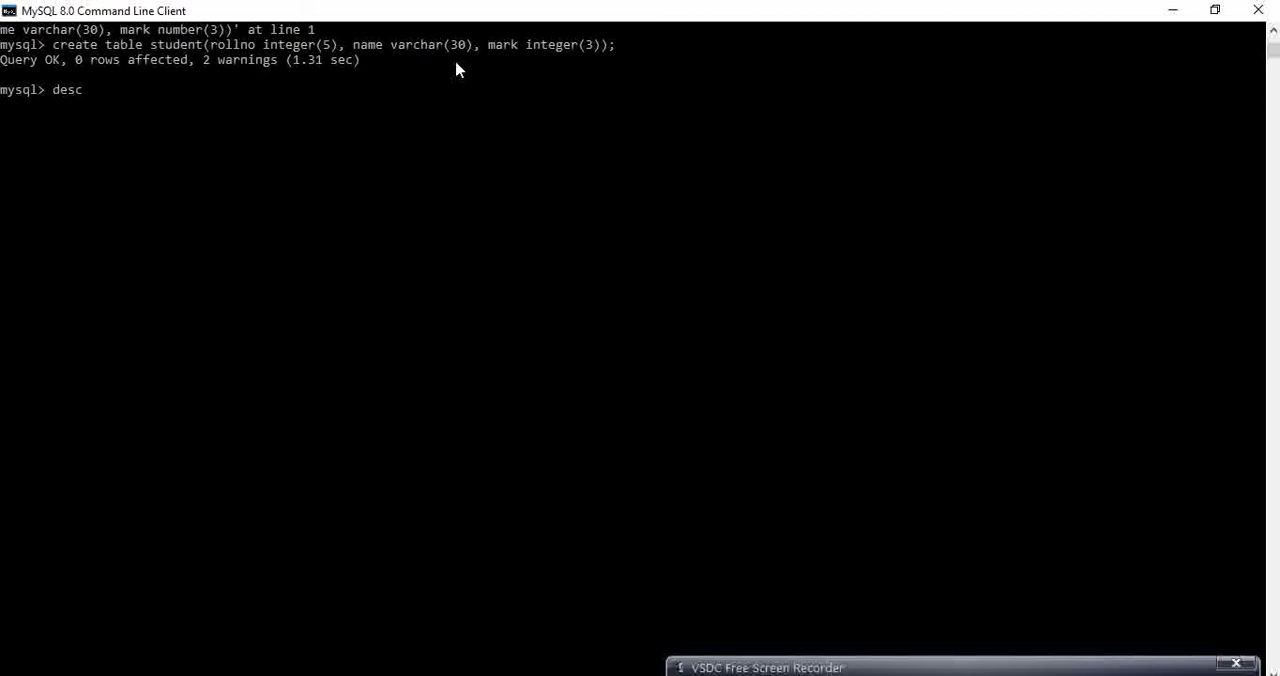 MySQL 8.0 Command Line Client
me varchar(30), mark number(3))' at line 1
mysql> create table student(rollno integer(5), name varchar(30), mark integer(3));
Query OK, 0 rows affected, 2 warnings (1.31 sec)
mysql> desc
VSDC Free Screen Recorder